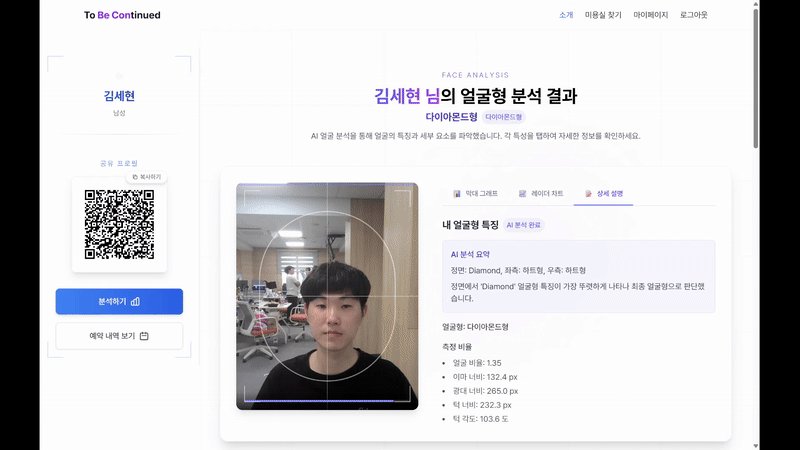 To Be Continued
소개 미용실 찾기 마이페이지 로그아웃
김세현
남성
공유 프로필
복사하기
분석하기
예약 내역 보기
FACE ANALYSIS
김세현 님의 얼굴형 분석 결과
다이아몬드형 다이아몬드형
AI 얼굴 분석을 통해 얼굴의 특징과 세부 요소를 파악했습니다. 각 특성을 탭하여 자세한 정보를 확인하세요.
막대 그래프 레이더 차트 상세 설명
내 얼굴형 특징 AI 분석 완료
AI 분석 요약
정면: Diamond, 좌측: 하트형, 우측: 하트형
정면에서 'Diamond' 얼굴형 특징이 가장 뚜렷하게 나타나 최종 얼굴형으로 판단했
습니다.
얼굴형: 다이아몬드형
측정 비율
• 얼굴 비율: 1.35
• 이마 너비: 132.4 px
• 광대 너비: 265.0 px
• 턱 너비: 232.3 px
• 턱 각도: 103.6 도